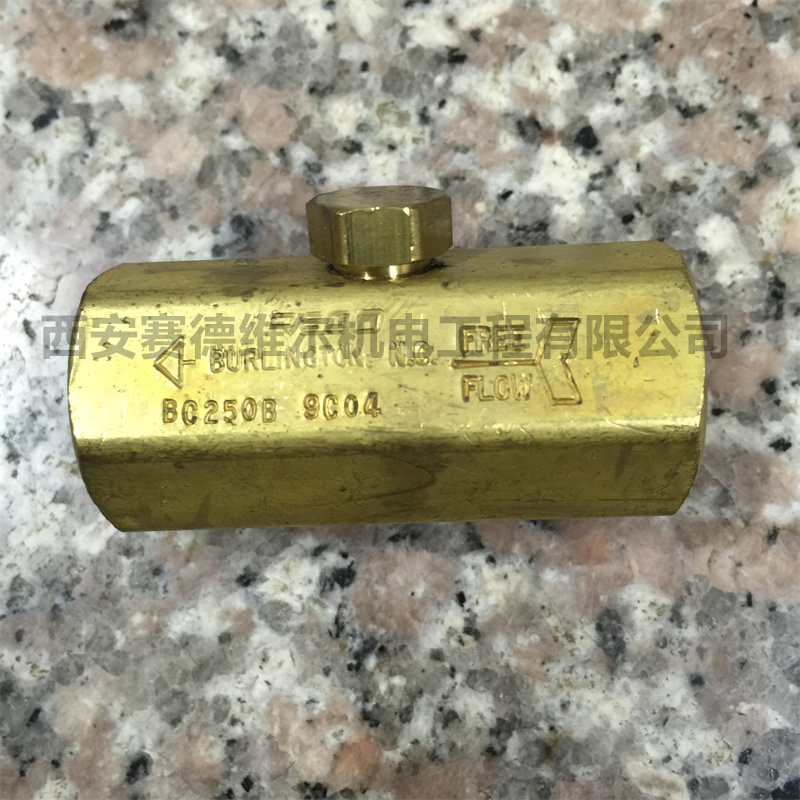 西安赛德维尔机电工程有限公司
BURLINGTON, N.C.
FREE
FLOW
BC250B 9C04